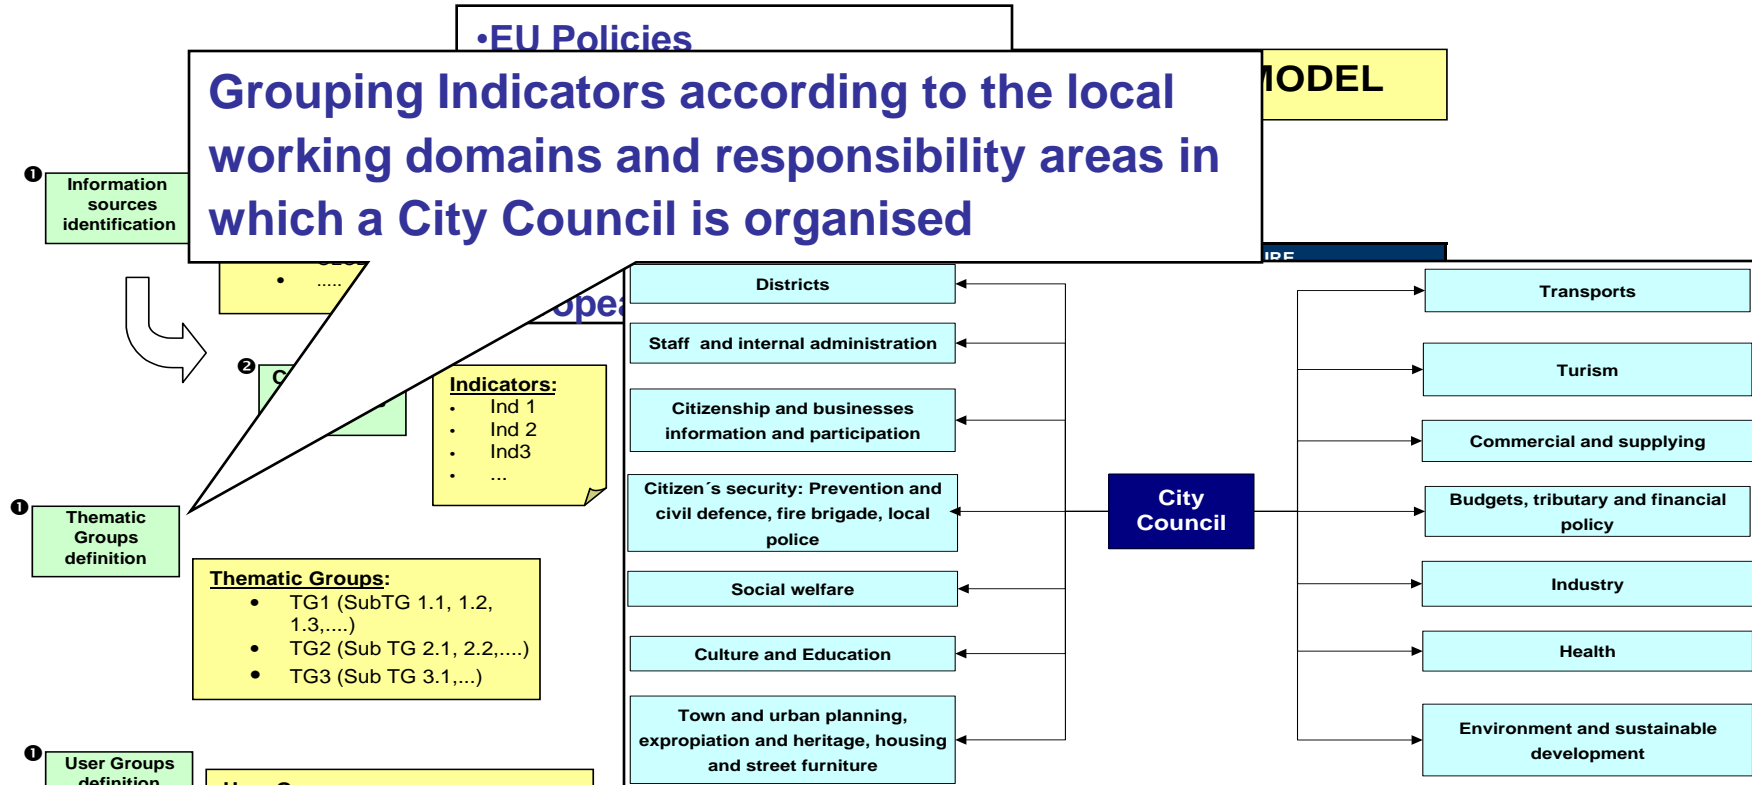 •EU Policies
Grouping Indicators according to the local
working domains and responsibility areas in
which a City Council is organised
MODEL
❶
Information
sources
identification
• .....
❷
Indicators:
• Ind 1
• Ind 2
• Ind3
• ...
❶
Thematic
Groups
definition
Thematic Groups:
• TG1 (SubTG 1.1, 1.2,
1.3,....)
• TG2 (Sub TG 2.1, 2.2,....)
• TG3 (Sub TG 3.1,...)
❶
User Groups
definition
Districts
Staff and internal administration
Citizenship and businesses
information and participation
Citizen´s security: Prevention and
civil defence, fire brigade, local
police
Social welfare
Culture and Education
Town and urban planning,
expropiation and heritage, housing
and street furniture
City
Council
Transports
Turism
Commercial and supplying
Budgets, tributary and financial
policy
Industry
Health
Environment and sustainable
development